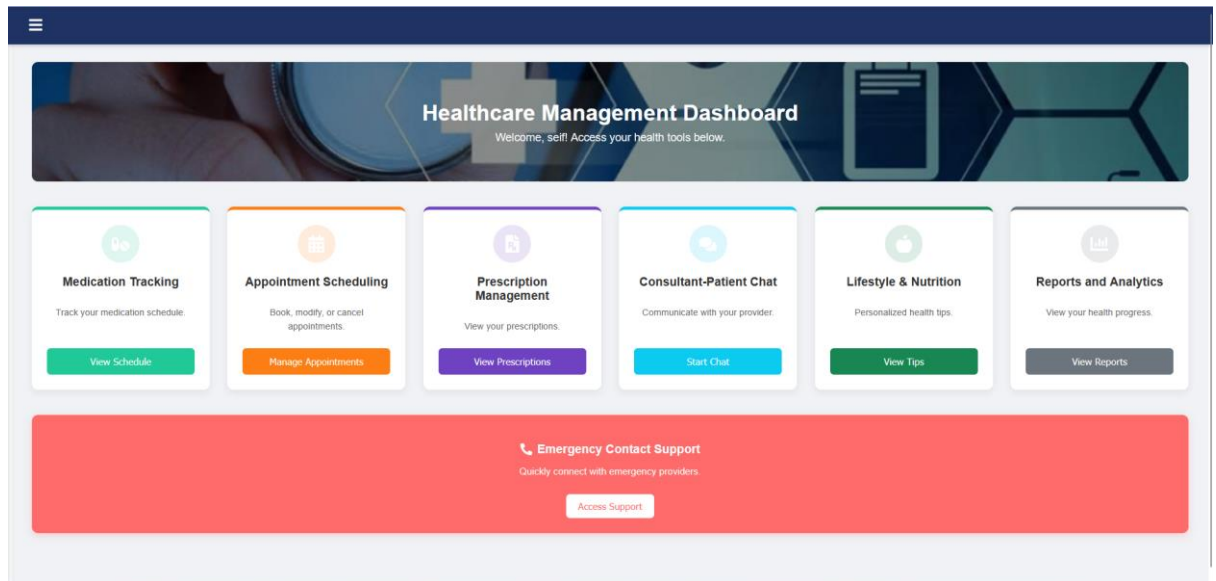 Healthcare Management Dashboard
Welcome, seif! Access your health tools below.
Medication Tracking
Track your medication schedule.
View Schedule
Appointment Scheduling
Book, modify, or cancel
appointments.
Manage Appointments
Prescription
Management
View your prescriptions.
View Prescriptions
Consultant-Patient Chat
Communicate with your provider.
Start Chat
Lifestyle & Nutrition
Personalized health tips.
View Tips
Reports and Analytics
View your health progress.
View Reports
Emergency Contact Support
Quickly connect with emergency providers.
Access Support